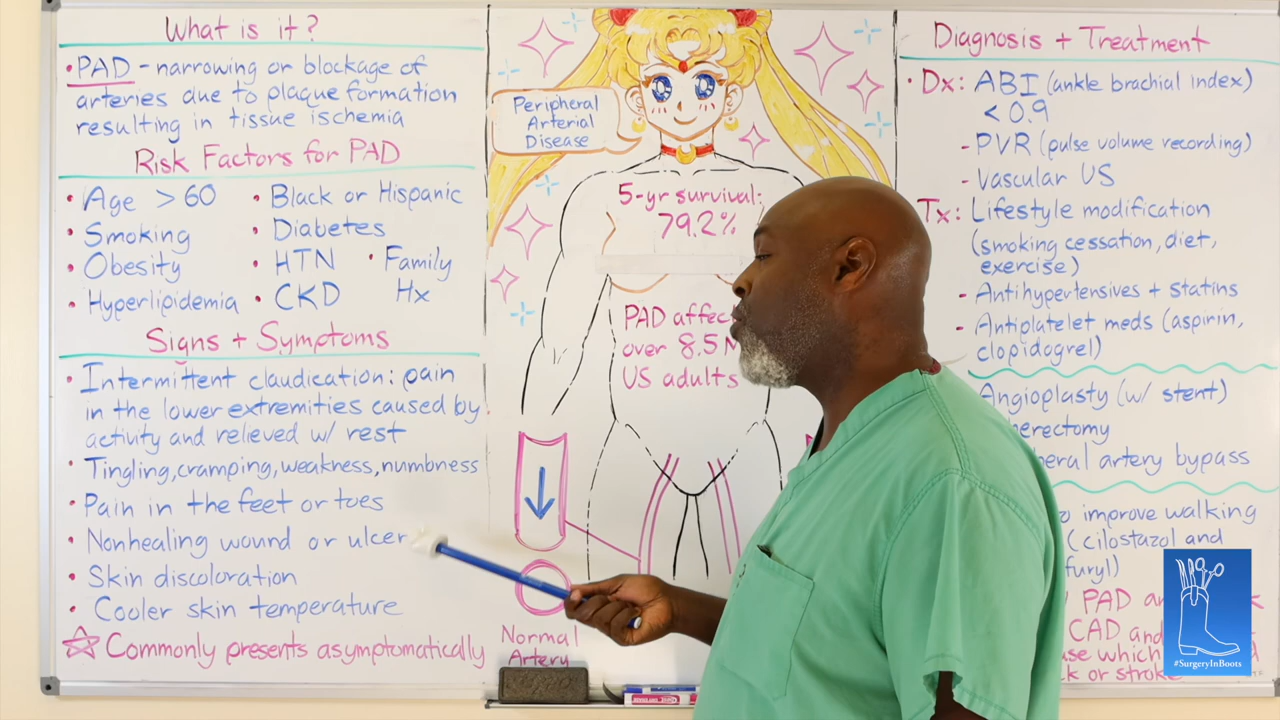 What is it?
• PAD - narrowing or blockage of
arteries due to plaque formation
resulting in tissue ischemia
Risk Factors for PAD
• Age > 60
• Smoking
• Obesity
• Hyperlipidemia
• Black or Hispanic
• Diabetes
• HTN
• CKD
• Family
Hx
Signs + Symptoms
• Intermittent claudication: pain
in the lower extremities caused by
activity and relieved w/ rest
• Tingling, cramping, weakness, numbness
• Pain in the feet or toes
• Nonhealing wound or ulcer
• Skin discoloration
• Cooler skin temperature
Commonly presents asymptomatically
Peripheral
Arterial
Disease
5-yr survival:
79.2%
PAD
over 8.5
US adults
Normal
Artery
Diagnosis + Treatment
• Dx: ABI (ankle brachial index)
< 0.9
- PVR (pulse volume recording)
- Vascular US
• Tx: Lifestyle modification
(smoking cessation, diet,
exercise)
- Antihypertensives + statins
- Antiplatelet meds (aspirin,
clopidogrel)
Angioplasty (w/ stent)
artery bypass
improve walking
(cilostazol and
PAD
CAD and
which
or stroke
#SurgeryInBoots